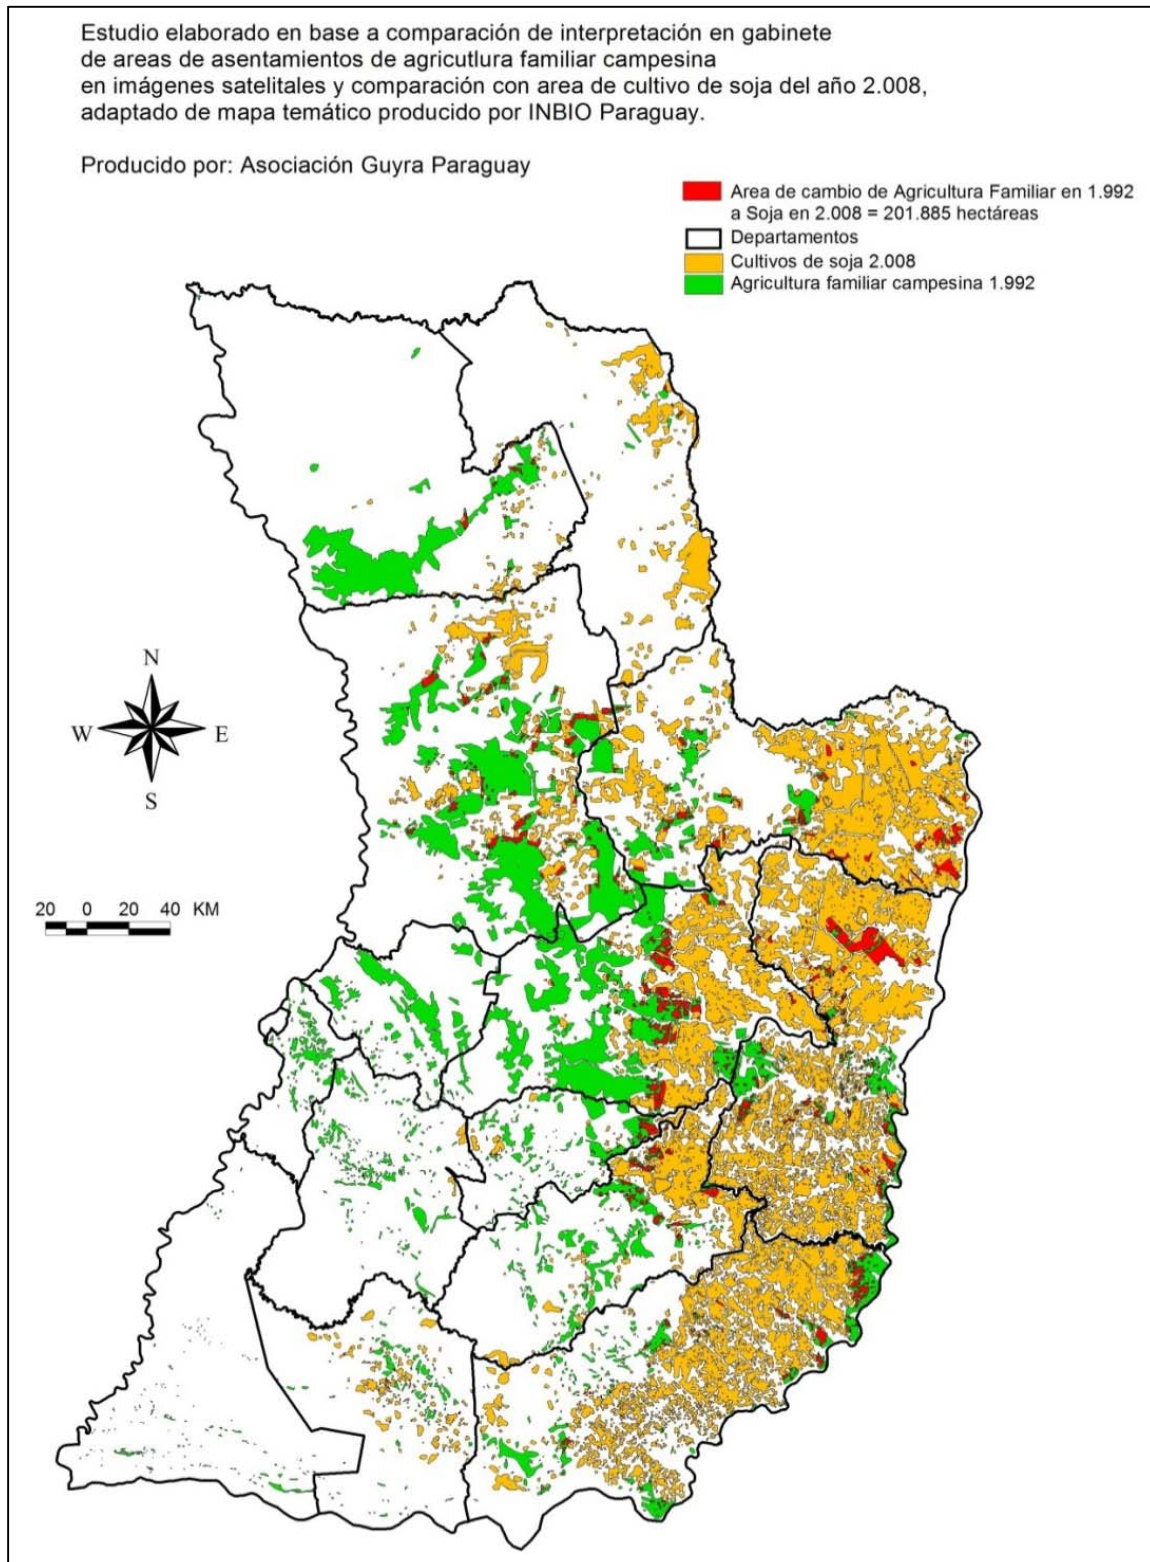 Estudio elaborado en base a comparación de interpretación en gabinete
de areas de asentamientos de agricutlura familiar campesina
en imágenes satelitales y comparación con area de cultivo de soja del año 2.008,
adaptado de mapa temático producido por INBIO Paraguay.
Producido por: Asociación Guyra Paraguay
Area de cambio de Agricultura Familiar en 1.992
a Soja en 2.008 = 201.885 hectáreas
Departamentos
Cultivos de soja 2.008
Agricultura familiar campesina 1.992
N
W E
S
20 0 20 40 KM